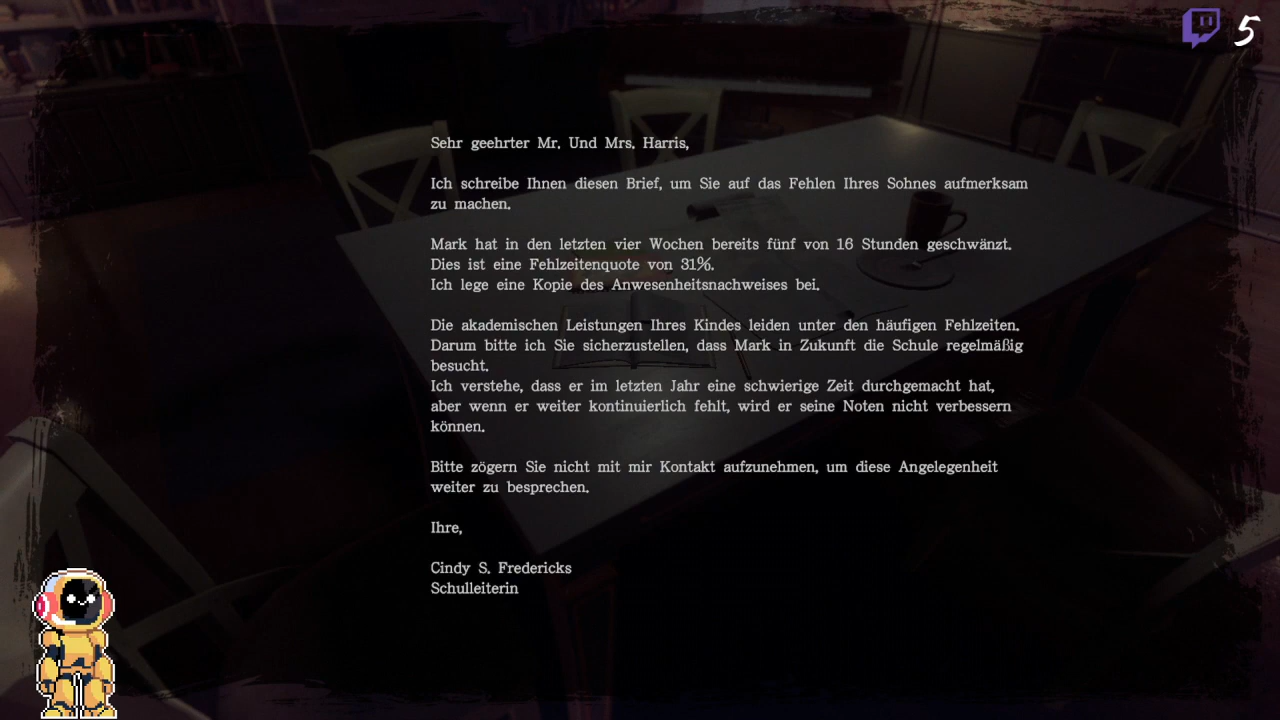 5
Sehr geehrter Mr. Und Mrs. Harris,
Ich schreibe Ihnen diesen Brief, um Sie auf das Fehlen Ihres Sohnes aufmerksam
zu machen.
Mark hat in den letzten vier Wochen bereits fünf von 16 Stunden geschwänzt.
Dies ist eine Fehlzeitenquote von 31%.
Ich lege eine Kopie des Anwesenheitsnachweises bei.
Die akademischen Leistungen Ihres Kindes leiden unter den häufigen Fehlzeiten.
Darum bitte ich Sie sicherzustellen, dass Mark in Zukunft die Schule regelmäßig
besucht.
Ich verstehe, dass er im letzten Jahr eine schwierige Zeit durchgemacht hat,
aber wenn er weiter kontinuierlich fehlt, wird er seine Noten nicht verbessern
können.
Bitte zögern Sie nicht mit mir Kontakt aufzunehmen, um diese Angelegenheit
weiter zu besprechen.
Ihre,
Cindy S. Fredericks
Schulleiterin